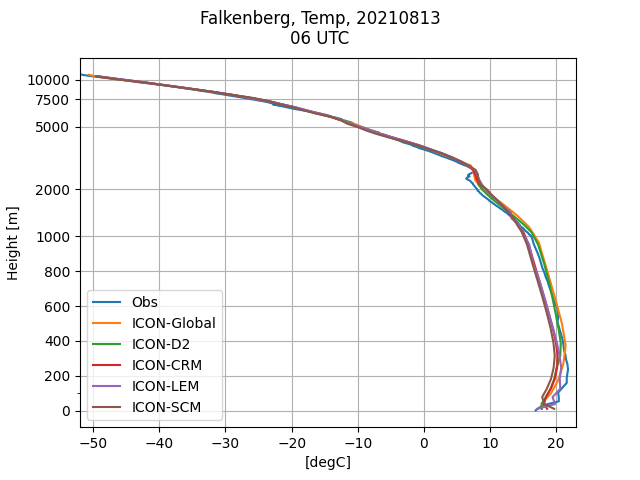 Falkenberg, Temp, 20210813
06 UTC
10000
7500
5000
2000
1000
800
600
400
200
0
Height [m]
Obs
ICON-Global
ICON-D2
ICON-CRM
ICON-LEM
ICON-SCM
−50 −40 −30 −20 −10 0 10 20
[degC]